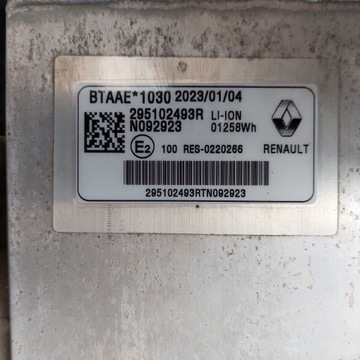 BTAAE*1030 2023/01/04
295102493R LI-ION
N092923 01258Wh
E2 100 RES-0220266 RENAULT
295102493RTN092923